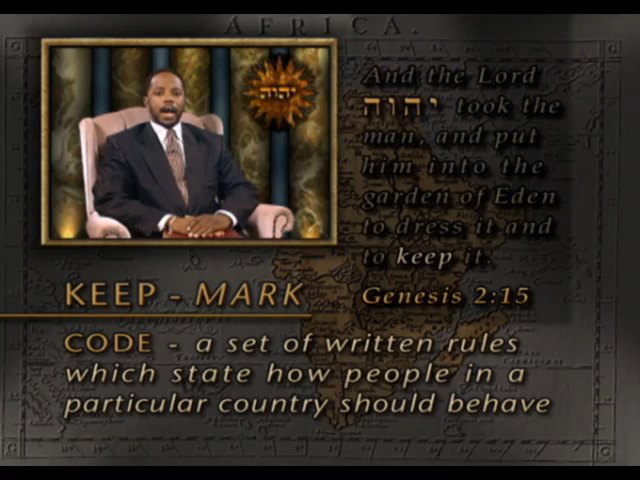 AFRICA.
יהוה
And the Lord
יהוה took the
man, and put
him into the
garden of Eden
to dress it and
to keep it.
Genesis 2:15
KEEP - MARK
CODE - a set of written rules
which state how people in a
particular country should behave